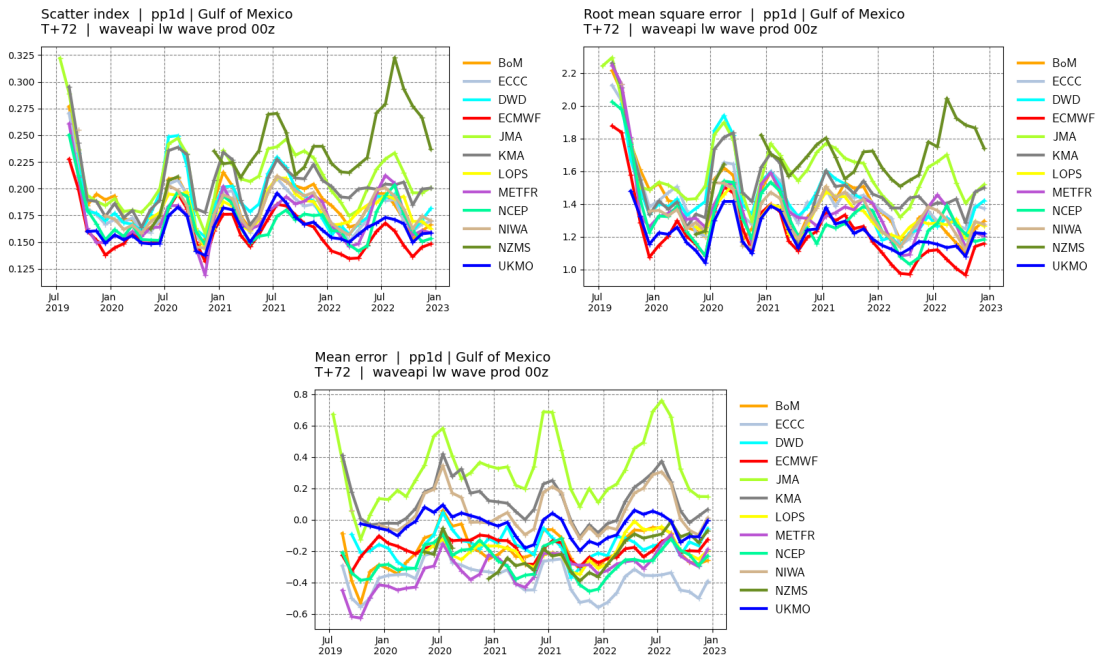 Scatter index | pp1d | Gulf of Mexico
T+72 | waveapi lw wave prod 00z
0.325
0.300
0.275
0.250
0.225
0.200
0.175
0.150
0.125
Jul 2019
Jan 2020
Jul 2020
Jan 2021
Jul 2021
Jan 2022
Jul 2022
Jan 2023
BoM
ECCC
DWD
ECMWF
JMA
KMA
LOPS
METFR
NCEP
NIWA
NZMS
UKMO
Root mean square error | pp1d | Gulf of Mexico
T+72 | waveapi lw wave prod 00z
2.2
2.0
1.8
1.6
1.4
1.2
1.0
Jul 2019
Jan 2020
Jul 2020
Jan 2021
Jul 2021
Jan 2022
Jul 2022
Jan 2023
BoM
ECCC
DWD
ECMWF
JMA
KMA
LOPS
METFR
NCEP
NIWA
NZMS
UKMO
Mean error | pp1d | Gulf of Mexico
T+72 | waveapi lw wave prod 00z
0.8
0.6
0.4
0.2
0.0
−0.2
−0.4
−0.6
Jul 2019
Jan 2020
Jul 2020
Jan 2021
Jul 2021
Jan 2022
Jul 2022
Jan 2023
BoM
ECCC
DWD
ECMWF
JMA
KMA
LOPS
METFR
NCEP
NIWA
NZMS
UKMO